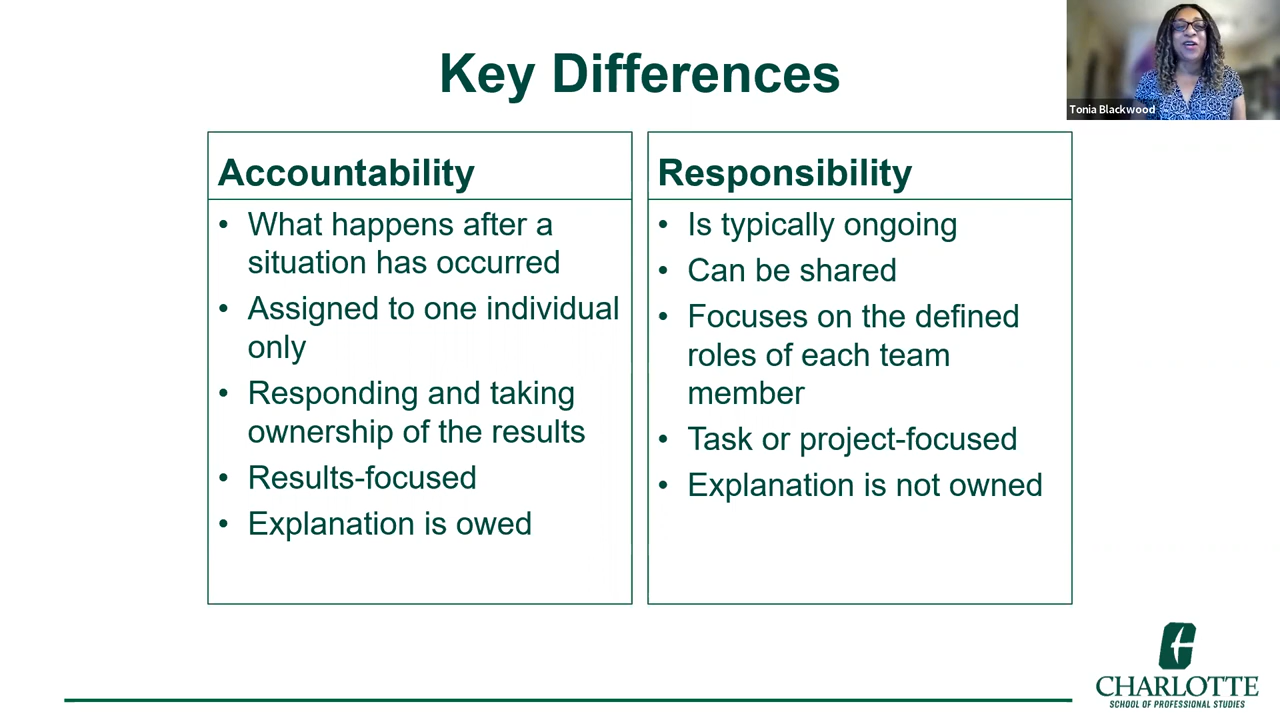 Key Differences
Tonia Blackwood
Accountability
• What happens after a
situation has occurred
• Assigned to one individual
only
• Responding and taking
ownership of the results
• Results-focused
• Explanation is owed
Responsibility
• Is typically ongoing
• Can be shared
• Focuses on the defined
roles of each team
member
• Task or project-focused
• Explanation is not owned
CHARLOTTE
SCHOOL OF PROFESSIONAL STUDIES